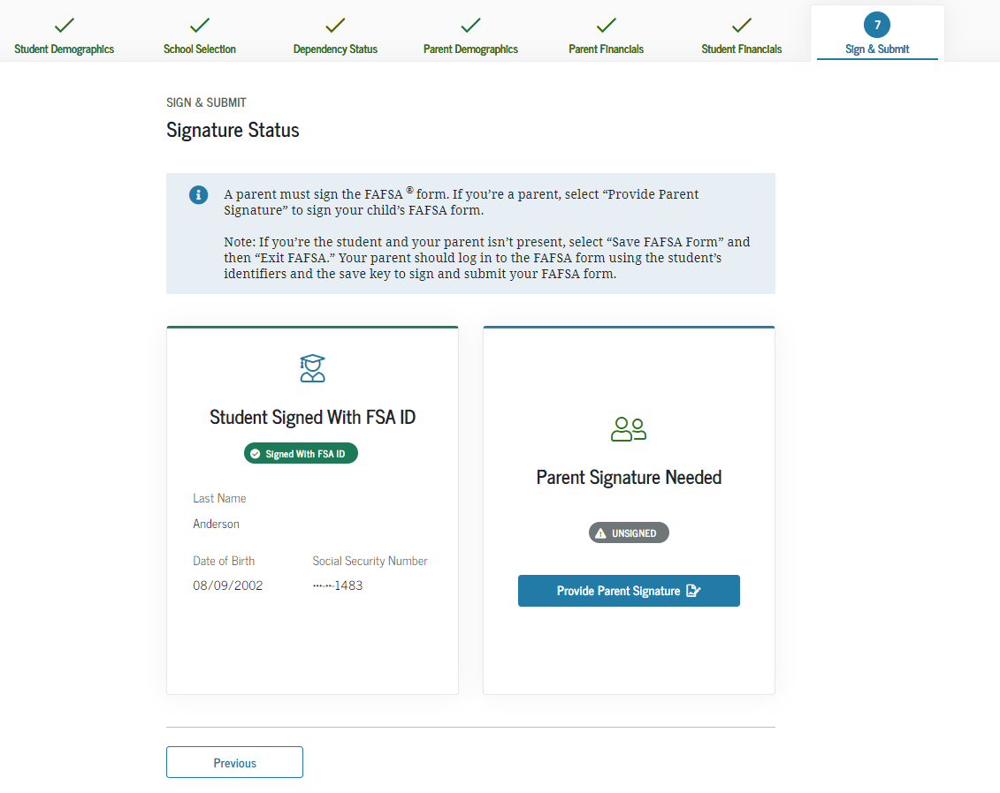 Student Demographics
School Selection
Dependency Status
Parent Demographics
Parent Financials
Student Financials
7
Sign & Submit
SIGN & SUBMIT
Signature Status
A parent must sign the FAFSA ® form. If you’re a parent, select “Provide Parent
Signature” to sign your child’s FAFSA form.
Note: If you’re the student and your parent isn’t present, select “Save FAFSA Form” and
then “Exit FAFSA.” Your parent should log in to the FAFSA form using the student’s
identifiers and the save key to sign and submit your FAFSA form.
Student Signed With FSA ID
Signed With FSA ID
Last Name
Anderson
Date of Birth
Social Security Number
08/09/2002
•••-••-1483
Parent Signature Needed
UNSIGNED
Provide Parent Signature
Previous